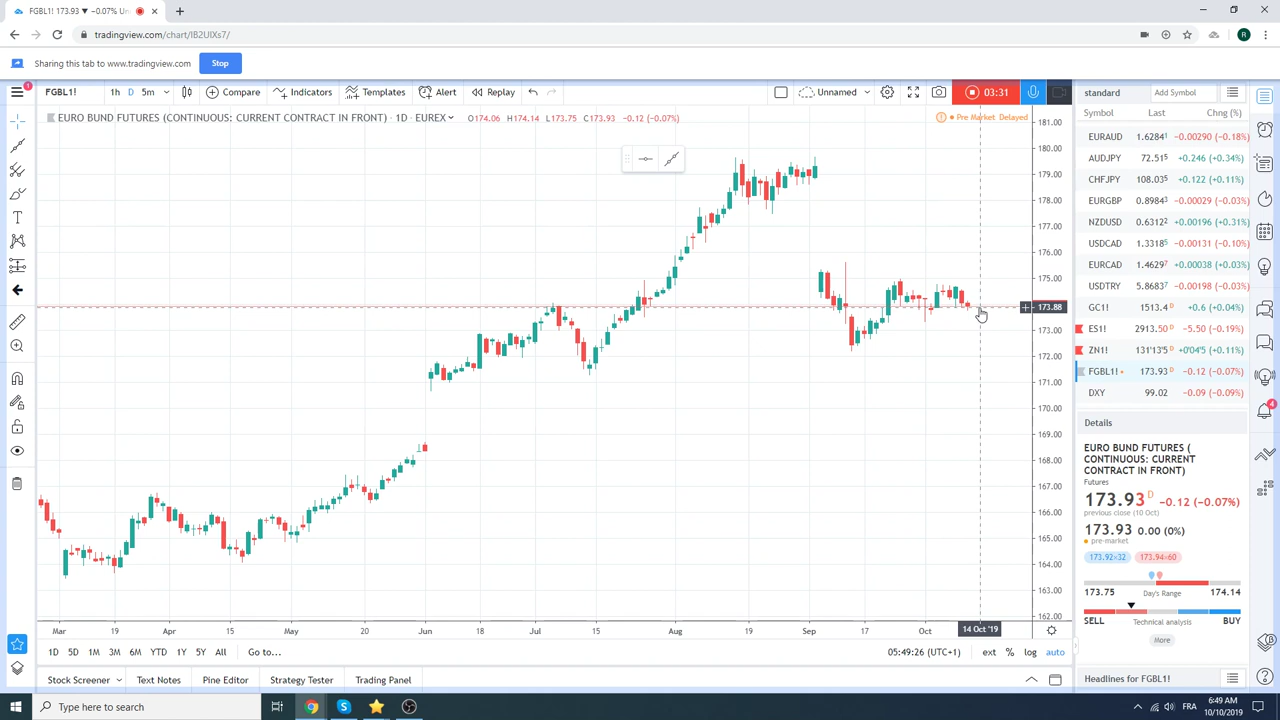 FGBL1! 173.93 ▼ −0.07% Un
tradingview.com/chart/IB2UIXs7/
R
Sharing this tab to www.tradingview.com
Stop
FGBL1!
1h D 5m
Compare
Indicators
Templates
Alert
Replay
Unnamed
03:31
standard
Add Symbol
EURO BUND FUTURES (CONTINUOUS: CURRENT CONTRACT IN FRONT) · 1D · EUREX
O174.06 H174.14 L173.75 C173.93 −0.12 (−0.07%)
Pre Market Delayed
181.00
180.00
179.00
178.00
177.00
176.00
175.00
173.88
173.00
172.00
171.00
170.00
169.00
168.00
167.00
166.00
165.00
164.00
163.00
162.00
Mar 19 Apr 15 May 20 Jun 18 Jul 15 Aug 19 Sep 17 Oct 14 Oct '19
1D 5D 1M 3M 6M YTD 1Y 5Y All
Go to...
05:49:26 (UTC+1)
ext % log auto
Stock Screener
Text Notes
Pine Editor
Strategy Tester
Trading Panel
Symbol Last Chng (%)
EURAUD 1.6284¹ −0.00290 (−0.18%)
AUDJPY 72.51⁵ +0.246 (+0.34%)
CHFJPY 108.03⁵ +0.122 (+0.11%)
EURGBP 0.8984³ −0.00029 (−0.03%)
NZDUSD 0.6312² +0.00196 (+0.31%)
USDCAD 1.3318⁵ −0.00131 (−0.10%)
EURCAD 1.4629⁷ +0.00038 (+0.03%)
USDTRY 5.8668² −0.00198 (−0.03%)
GC1! 1513.4 D +0.6 (+0.04%)
ES1! 2913.50 D −5.50 (−0.19%)
ZN1! 131'13'5 D +0'04'5 (+0.11%)
FGBL1! 173.93 D −0.12 (−0.07%)
DXY 99.02 −0.09 (−0.09%)
4
Details
EURO BUND FUTURES (
CONTINUOUS: CURRENT
CONTRACT IN FRONT)
Futures
173.93 D −0.12 (−0.07%)
previous close (10 Oct)
173.93 0.00 (0%)
pre-market
173.92×32 173.94×60
173.75 Day's Range 174.14
SELL Technical analysis BUY
More
Headlines for FGBL1!
Type here to search
FRA
6:49 AM
10/10/2019